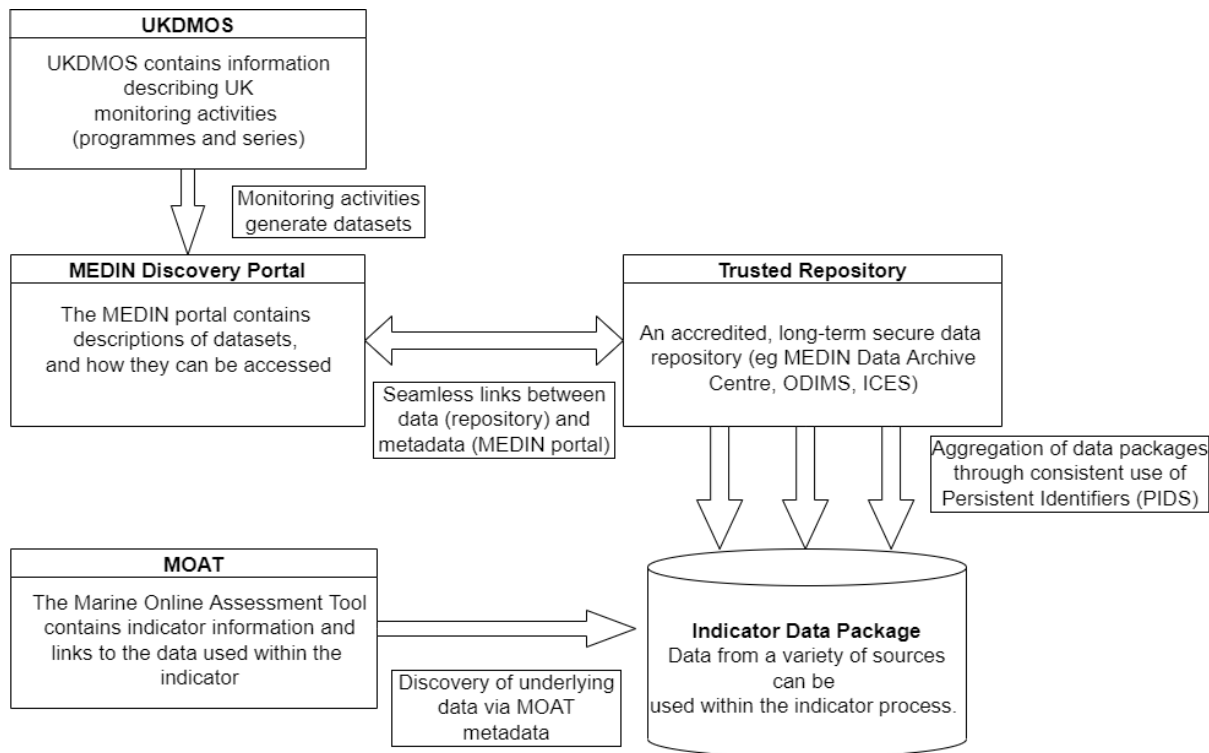 UKDMOS
UKDMOS contains information
describing UK
monitoring activities
(programmes and series)
Monitoring activities
generate datasets
MEDIN Discovery Portal
The MEDIN portal contains
descriptions of datasets,
and how they can be accessed
Seamless links between
data (repository) and
metadata (MEDIN portal)
Trusted Repository
An accredited, long-term secure data
repository (eg MEDIN Data Archive
Centre, ODIMS, ICES)
Aggregation of data packages
through consistent use of
Persistent Identifiers (PIDS)
MOAT
The Marine Online Assessment Tool
contains indicator information and
links to the data used within the
indicator
Discovery of underlying
data via MOAT
metadata
Indicator Data Package
Data from a variety of sources
can be
used within the indicator process.